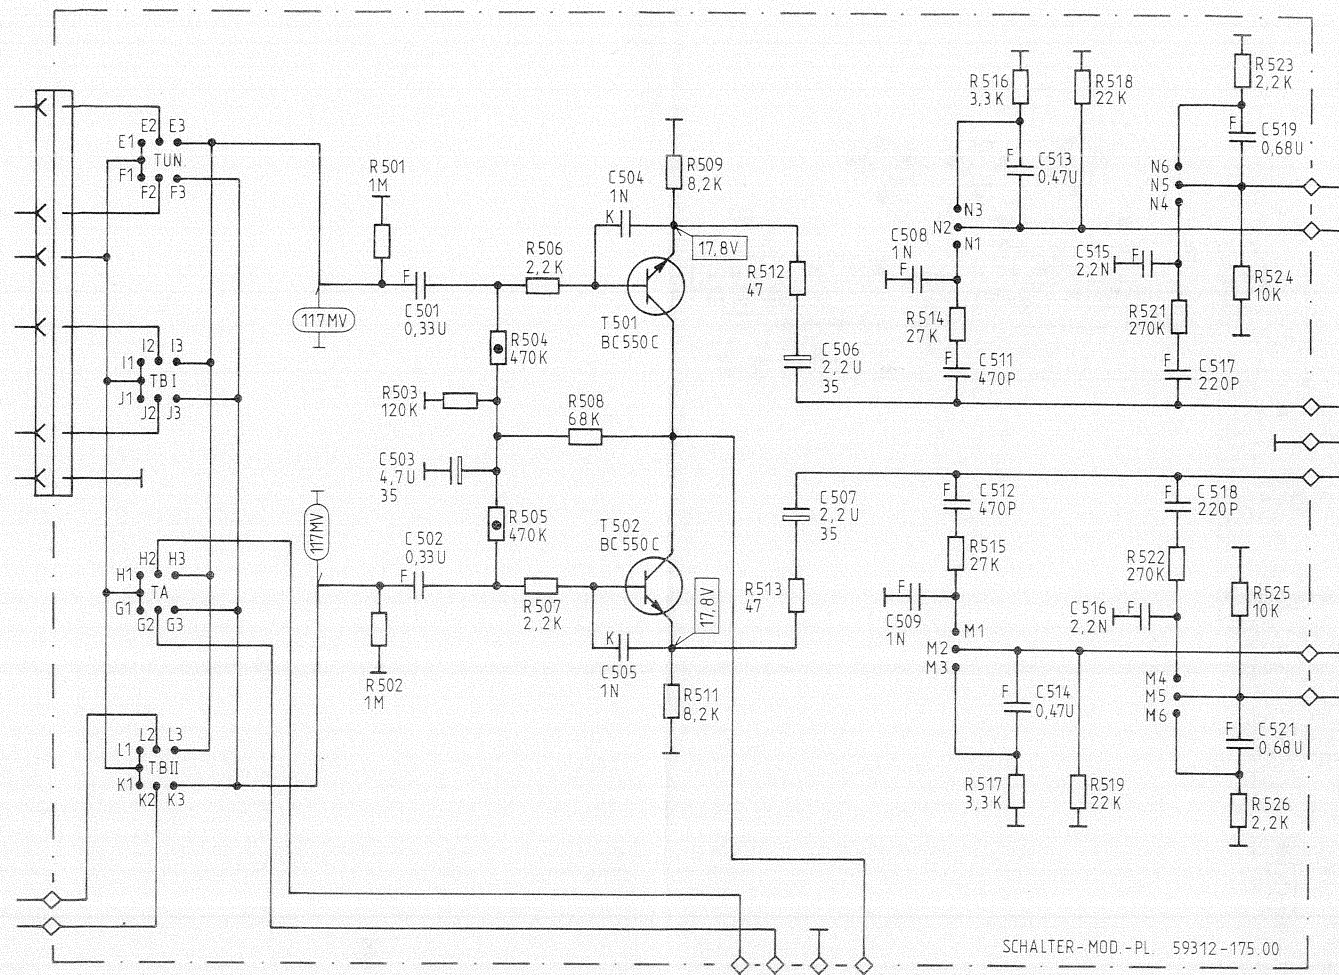 R523
2,2K
R516
3,3K
R518
22K
F
C519
0,68U
E2 E3
E1
TUN.
F1
F2 F3
R501
1M
C504
1N
K
R509
8,2K
F
C513
0,47U
N6
N5
N4
N3
N2
N1
17,8V
R506
2,2K
C508
1N
F
C515
2,2N
F
R512
47
R524
10K
F
C501
0,33U
117MV
T501
BC550C
R514
27K
R521
270K
I2 I3
I1
TBI
J1
J2 J3
R504
470K
C506
2,2U
35
F
C511
470P
F
C517
220P
R503
120K
R508
68K
C503
4,7U
35
C507
2,2U
35
F
C512
470P
F
C518
220P
117MV
R505
470K
T502
BC550C
C502
0,33U
F
H2 H3
H1
TA
G1
G2 G3
R515
27K
R522
270K
R525
10K
R513
47
17,8V
R507
2,2K
F
C509
1N
C516
2,2N
F
K
C505
1N
M1
M2
M3
R502
1M
R511
8,2K
F
C514
0,47U
M4
M5
M6
L2 L3
L1
TBII
K1
K2 K3
F
C521
0,68U
R517
3,3K
R519
22K
R526
2,2K
SCHALTER-MOD.-PL. 59312-175.00